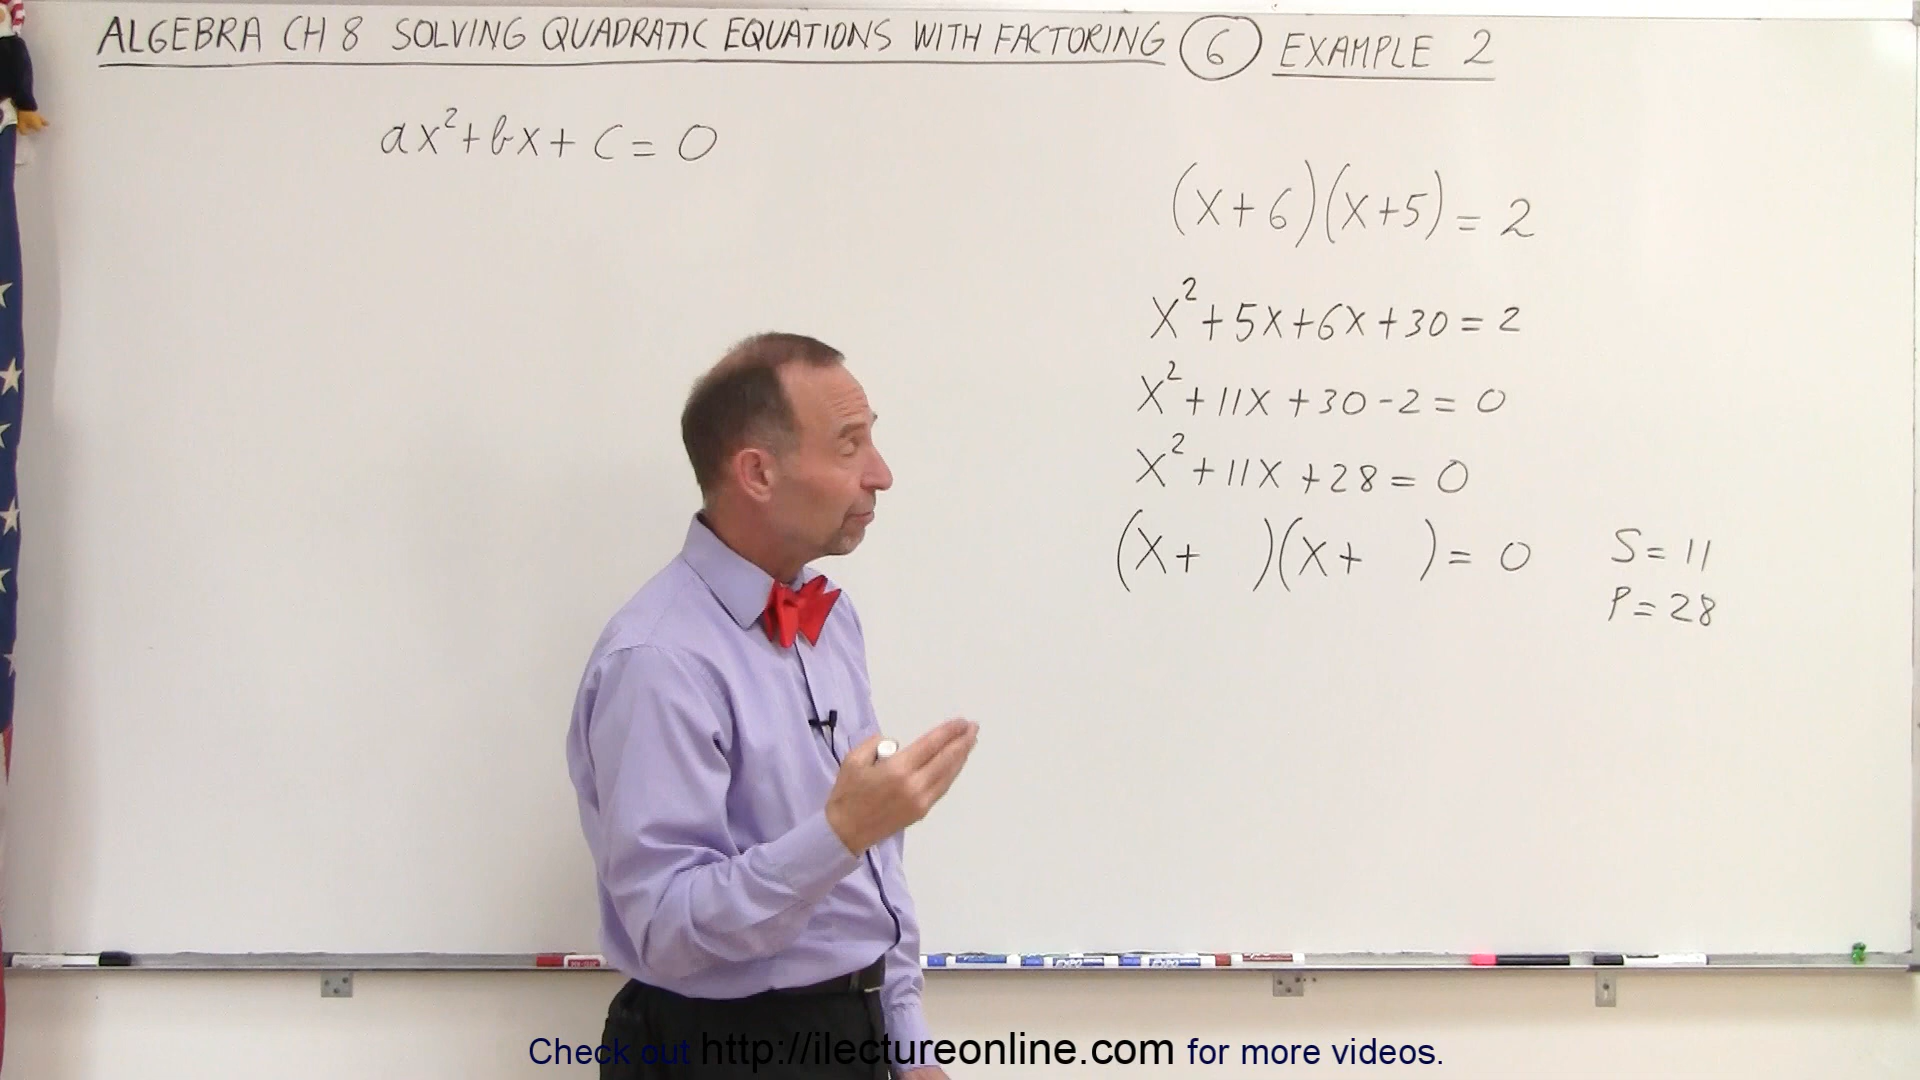 ALGEBRA CH 8 SOLVING QUADRATIC EQUATIONS WITH FACTORING 6 EXAMPLE 2
ax²+bx+c=0
(x+6)(x+5)=2
x²+5x+6x+30=2
x²+11x+30-2=0
x²+11x+28=0
(x+ )(x+ )=0 S=11
P=28
EXPO EXPO
Check out http://ilectureonline.com for more videos.